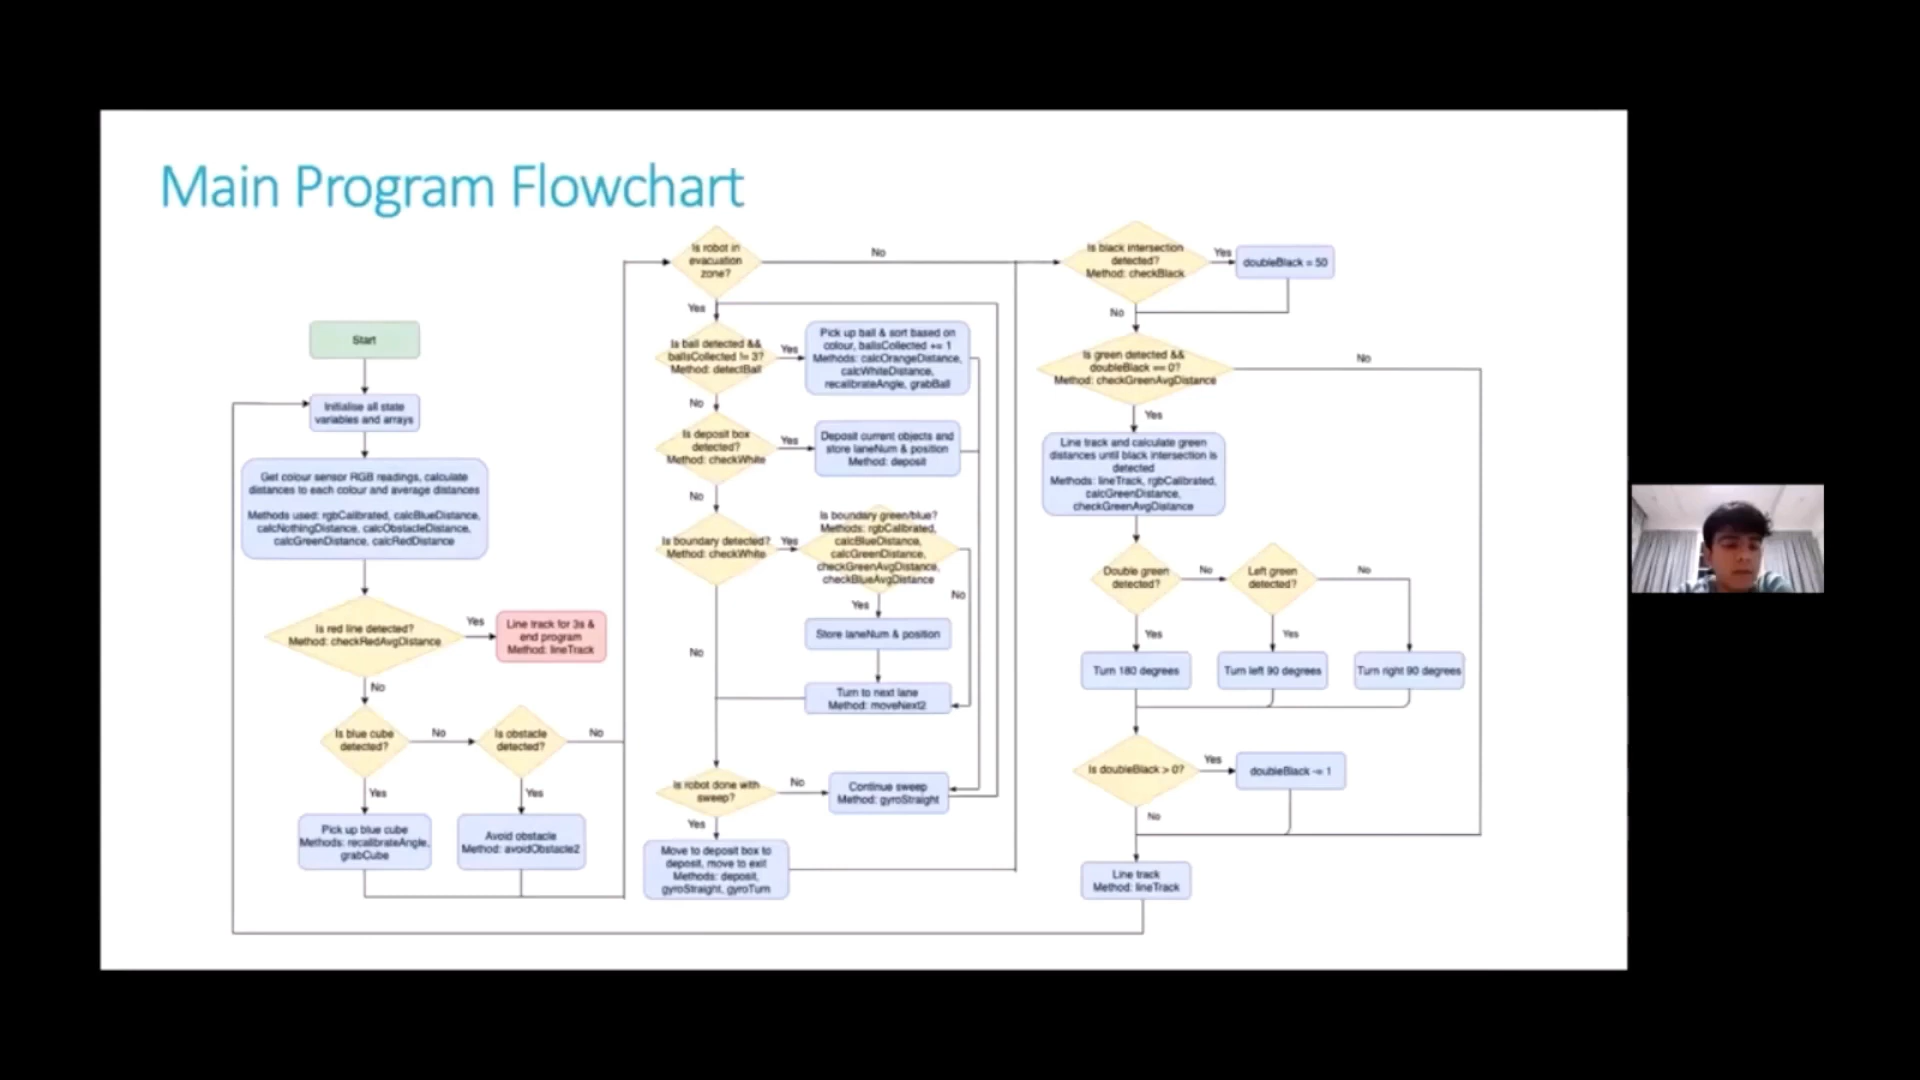 Main Program Flowchart
Start
Initialise all state
variables and arrays
Get colour sensor RGB readings, calculate
distances to each colour and average distances
Methods used: rgbCalibrated, calcBlueDistance,
calcNothingDistance, calcObstacleDistance,
calcGreenDistance, calcRedDistance
Is red line detected?
Method: checkRedAvgDistance
Yes
Line track for 3s &
end program
Method: lineTrack
No
Is blue cube
detected?
No
Is obstacle
detected?
No
Yes
Yes
Pick up blue cube
Methods: recalibrateAngle,
grabCube
Avoid obstacle
Method: avoidObstacle2
Is robot in
evacuation
zone?
No
Yes
Is ball detected &&
ballsCollected != 3?
Method: detectBall
Yes
Pick up ball & sort based on
colour, ballsCollected += 1
Methods: calcOrangeDistance,
calcWhiteDistance,
recalibrateAngle, grabBall
No
Is deposit box
detected?
Method: checkWhite
Yes
Deposit current objects and
store laneNum & position
Method: deposit
No
Is boundary detected?
Method: checkWhite
Yes
Is boundary green/blue?
Methods: rgbCalibrated,
calcBlueDistance,
calcGreenDistance,
checkGreenAvgDistance,
checkBlueAvgDistance
No
Yes
Store laneNum & position
No
Turn to next lane
Method: moveNext2
Is robot done with
sweep?
No
Continue sweep
Method: gyroStraight
Yes
Move to deposit box to
deposit, move to exit
Methods: deposit,
gyroStraight, gyroTurn
Is black intersection
detected?
Method: checkBlack
Yes
doubleBlack = 50
No
Is green detected &&
doubleBlack == 0?
Method: checkGreenAvgDistance
No
Yes
Line track and calculate green
distances until black intersection is
detected
Methods: lineTrack, rgbCalibrated,
calcGreenDistance,
checkGreenAvgDistance
Double green
detected?
No
Left green
detected?
No
Yes
Yes
Turn 180 degrees
Turn left 90 degrees
Turn right 90 degrees
Is doubleBlack > 0?
Yes
doubleBlack -= 1
No
Line track
Method: lineTrack